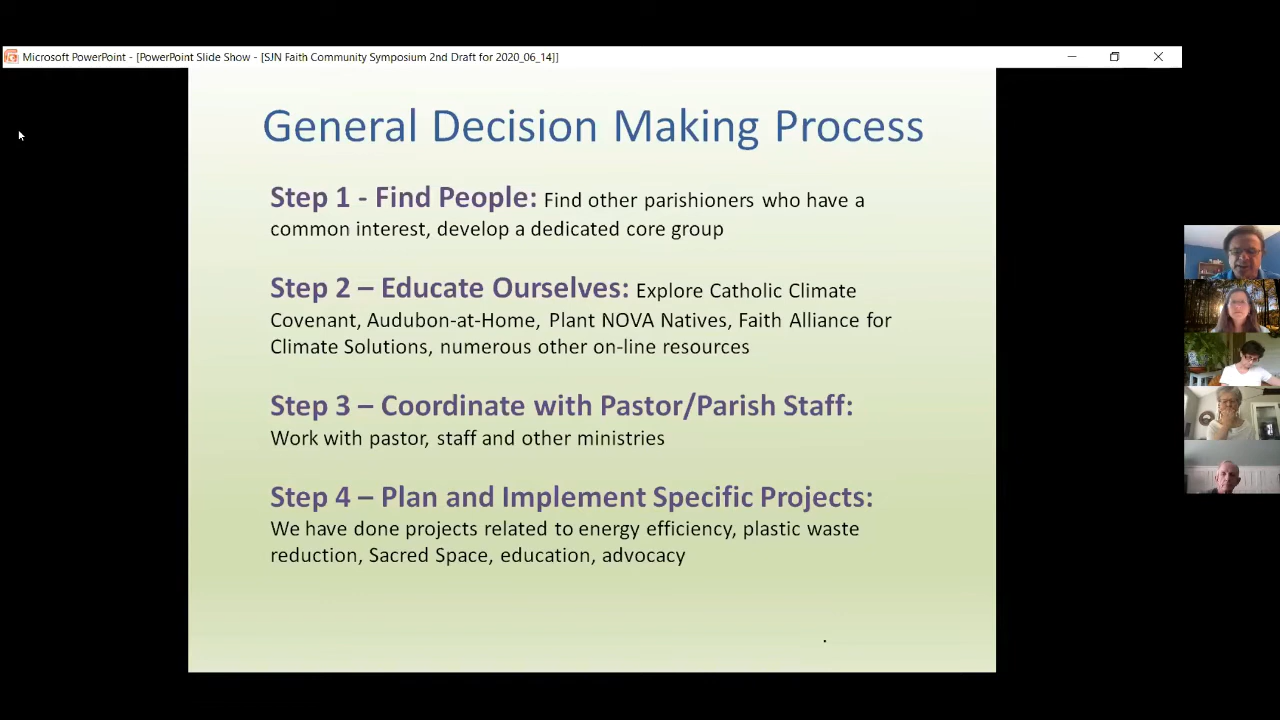 Microsoft PowerPoint - [PowerPoint Slide Show - [SJN Faith Community Symposium 2nd Draft for 2020_06_14]]
General Decision Making Process
Step 1 - Find People: Find other parishioners who have a
common interest, develop a dedicated core group
Step 2 – Educate Ourselves: Explore Catholic Climate
Covenant, Audubon-at-Home, Plant NOVA Natives, Faith Alliance for
Climate Solutions, numerous other on-line resources
Step 3 – Coordinate with Pastor/Parish Staff:
Work with pastor, staff and other ministries
Step 4 – Plan and Implement Specific Projects:
We have done projects related to energy efficiency, plastic waste
reduction, Sacred Space, education, advocacy
.